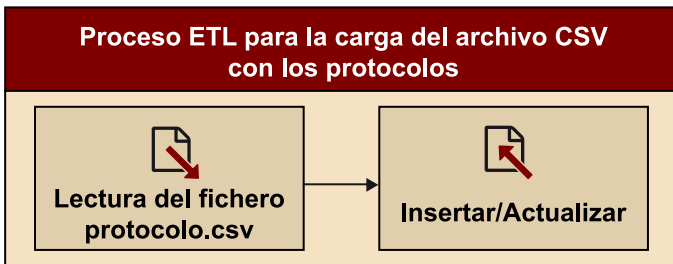 Proceso ETL para la carga del archivo CSV
con los protocolos
Lectura del fichero
protocolo.csv
Insertar/Actualizar